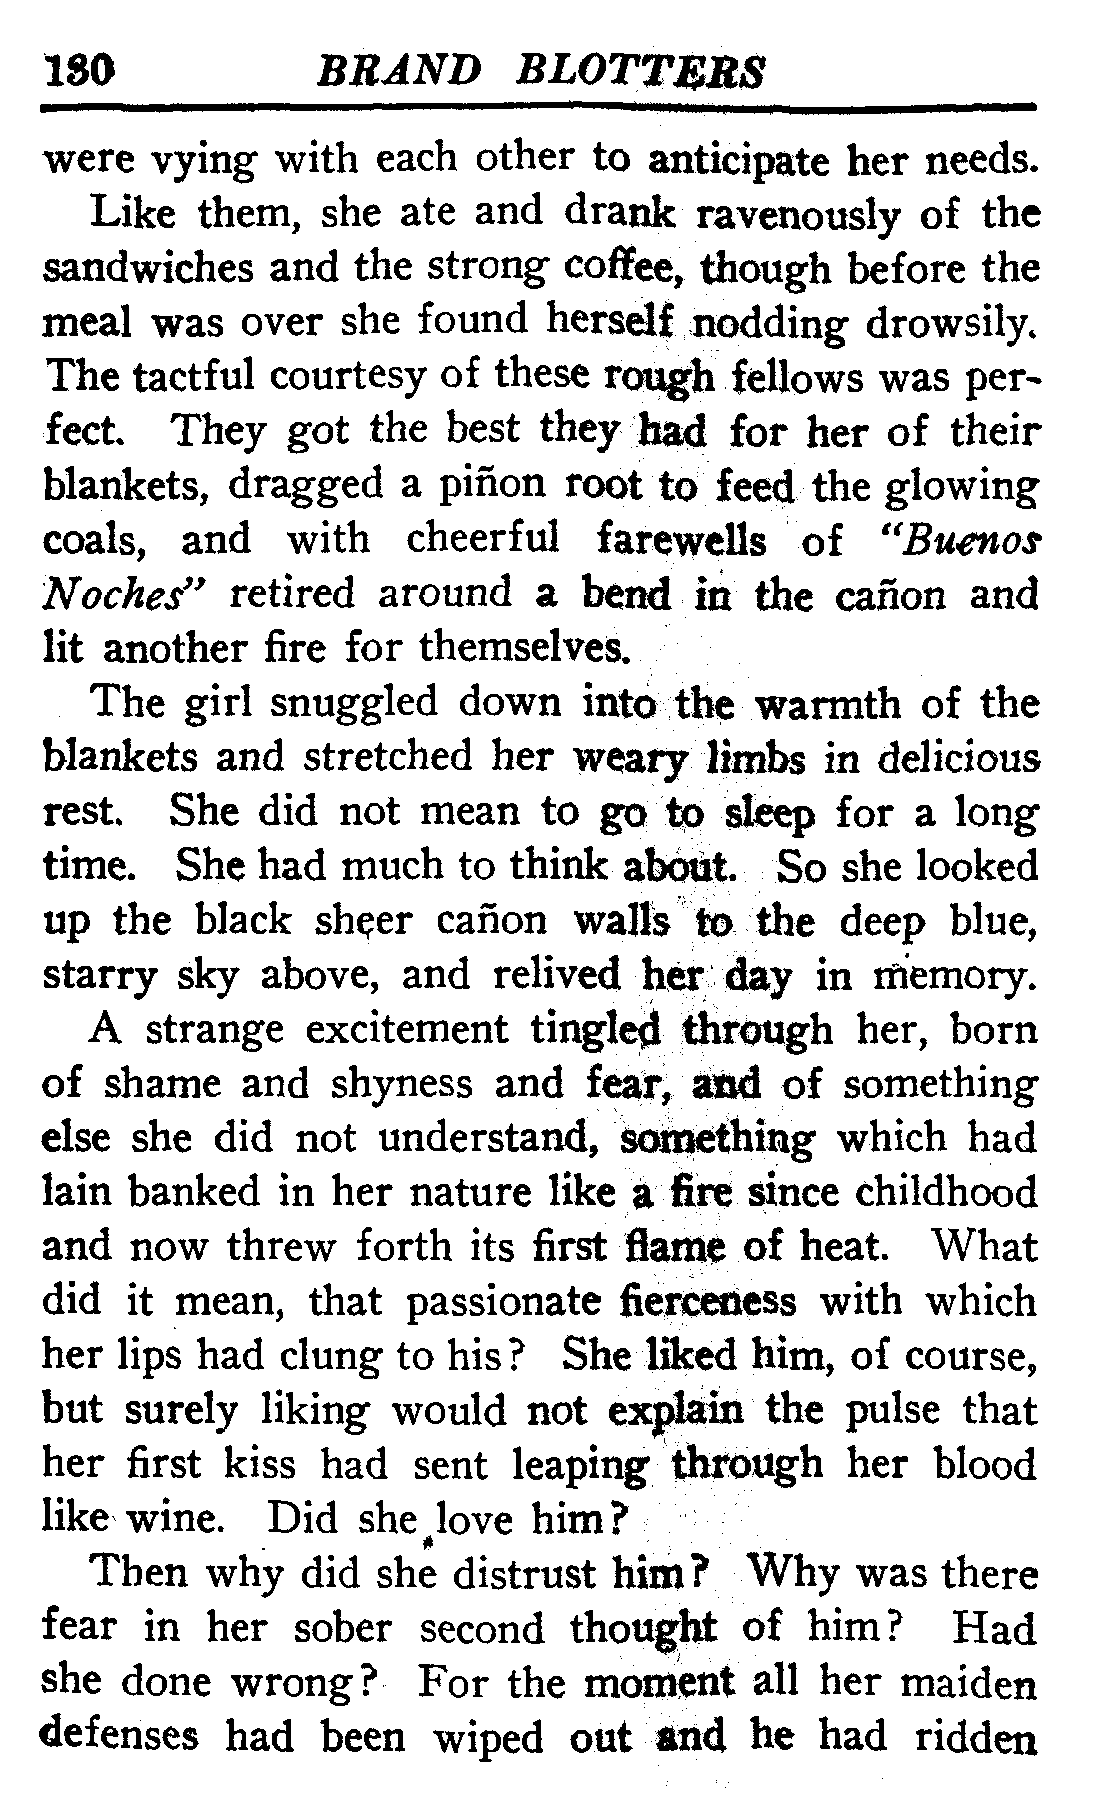 180 BRAND BLOTTERS
were vying with each other to anticipate her needs.
Like them, she ate and drank ravenously of the
sandwiches and the strong coffee, though before the
meal was over she found herself nodding drowsily.
The tactful courtesy of these rough fellows was per-
fect. They got the best they had for her of their
blankets, dragged a piñon root to feed the glowing
coals, and with cheerful farewells of "Buenos
Noches" retired around a bend in the cañon and
lit another fire for themselves.
The girl snuggled down into the warmth of the
blankets and stretched her weary limbs in delicious
rest. She did not mean to go to sleep for a long
time. She had much to think about. So she looked
up the black sheer cañon walls to the deep blue,
starry sky above, and relived her day in memory.
A strange excitement tingled through her, born
of shame and shyness and fear, and of something
else she did not understand, something which had
lain banked in her nature like a fire since childhood
and now threw forth its first flame of heat. What
did it mean, that passionate fierceness with which
her lips had clung to his? She liked him, of course,
but surely liking would not explain the pulse that
her first kiss had sent leaping through her blood
like wine. Did she love him?
Then why did she distrust him? Why was there
fear in her sober second thought of him? Had
she done wrong? For the moment all her maiden
defenses had been wiped out and he had ridden